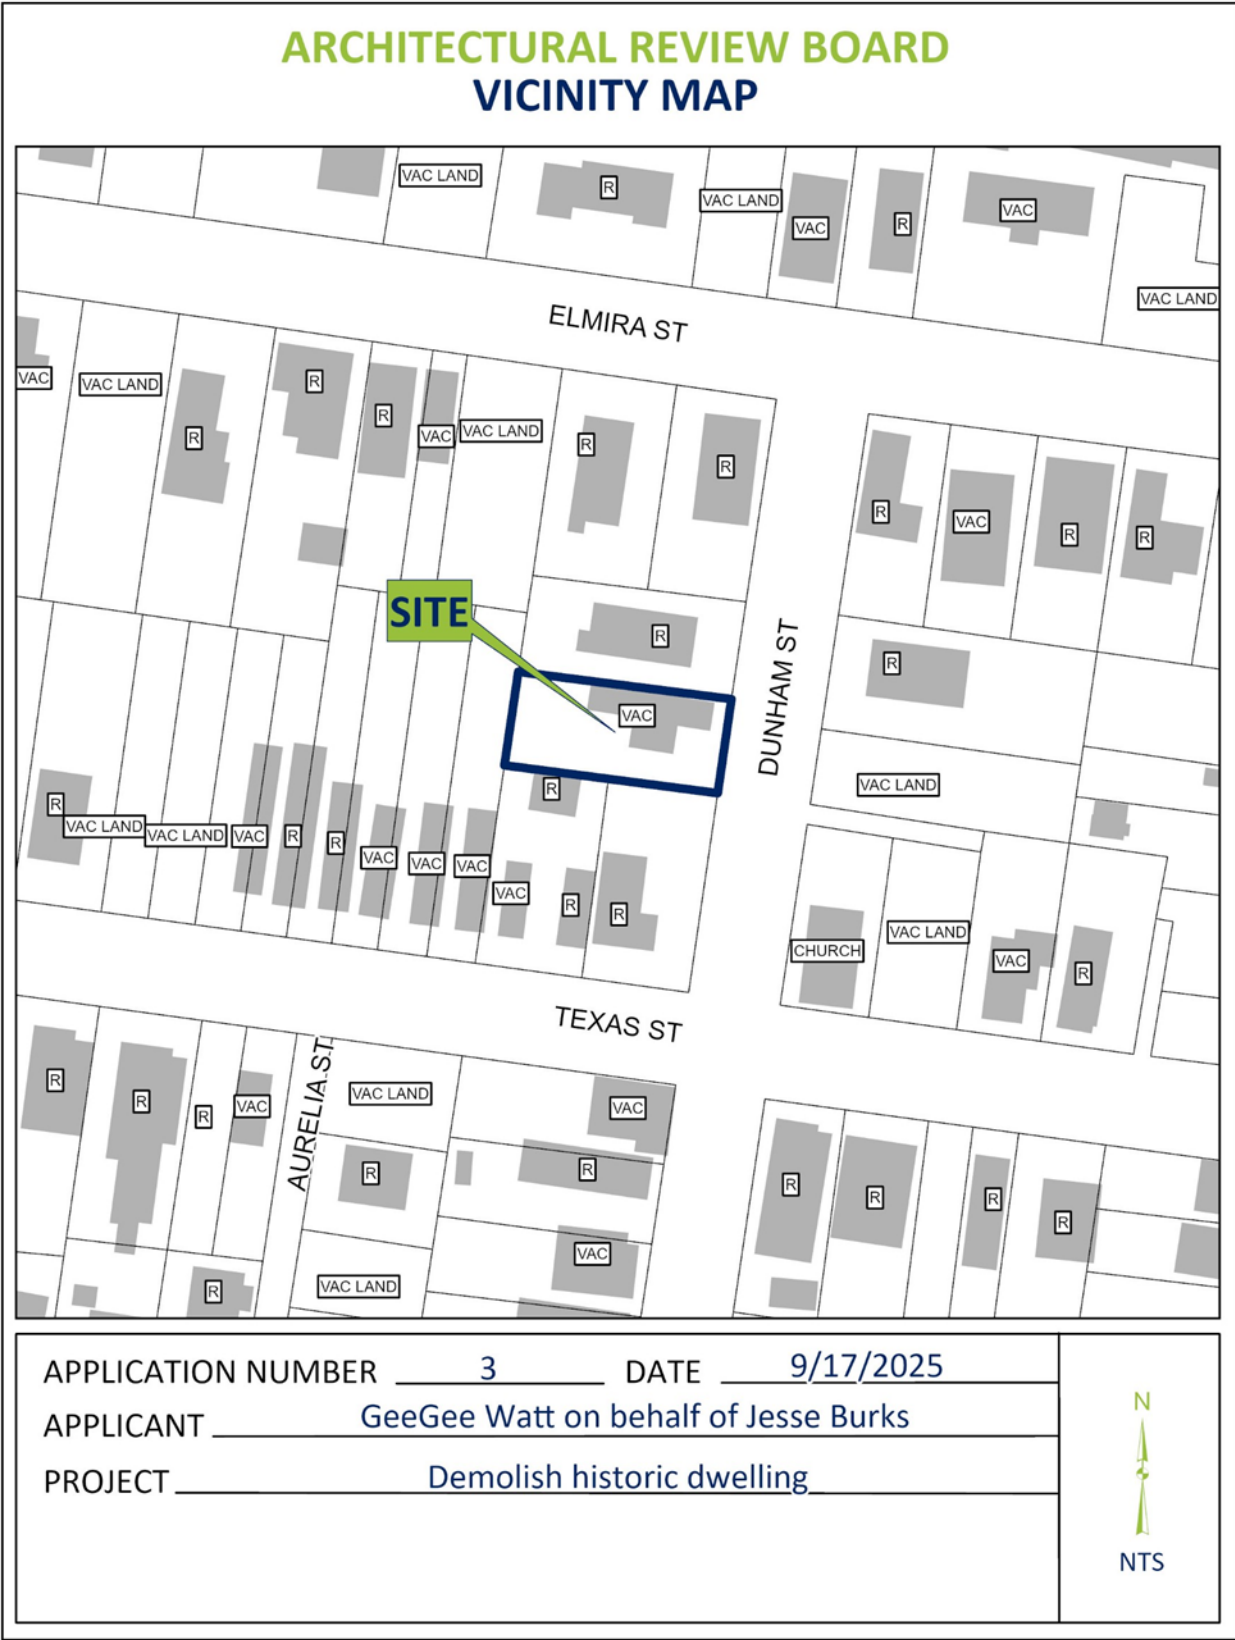 ARCHITECTURAL REVIEW BOARD
VICINITY MAP
VAC LAND
R
VAC LAND
VAC
R
VAC
VAC LAND
ELMIRA ST
VAC
VAC LAND
R
R
R
VAC
VAC LAND
R
R
R
VAC
R
R
SITE
R
VAC
DUNHAM ST
R
VAC LAND
R
R
VAC LAND
VAC LAND
VAC
R
R
VAC
VAC
VAC
VAC
R
R
CHURCH
VAC LAND
VAC
R
TEXAS ST
R
R
R
VAC
AURELIA ST
VAC LAND
VAC
R
R
VAC
VAC LAND
R
R
R
R
R
APPLICATION NUMBER 3 DATE 9/17/2025
APPLICANT GeeGee Watt on behalf of Jesse Burks
PROJECT Demolish historic dwelling
N
NTS